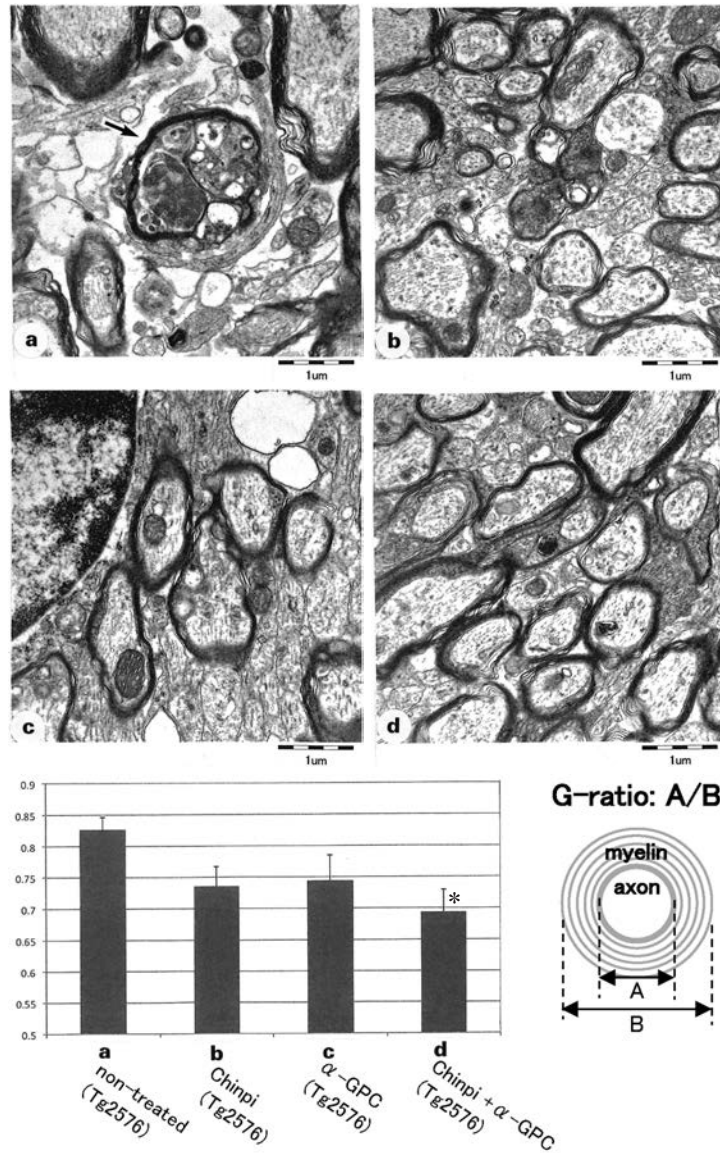 a
1um
b
1um
c
1um
d
1um
0.9
0.85
0.8
0.75
0.7
0.65
0.6
0.55
0.5
*
a
non-treated
(Tg2576)
b
Chinpi
(Tg2576)
c
α-GPC
(Tg2576)
d
Chinpi + α-GPC
(Tg2576)
G-ratio: A/B
myelin
axon
A
B